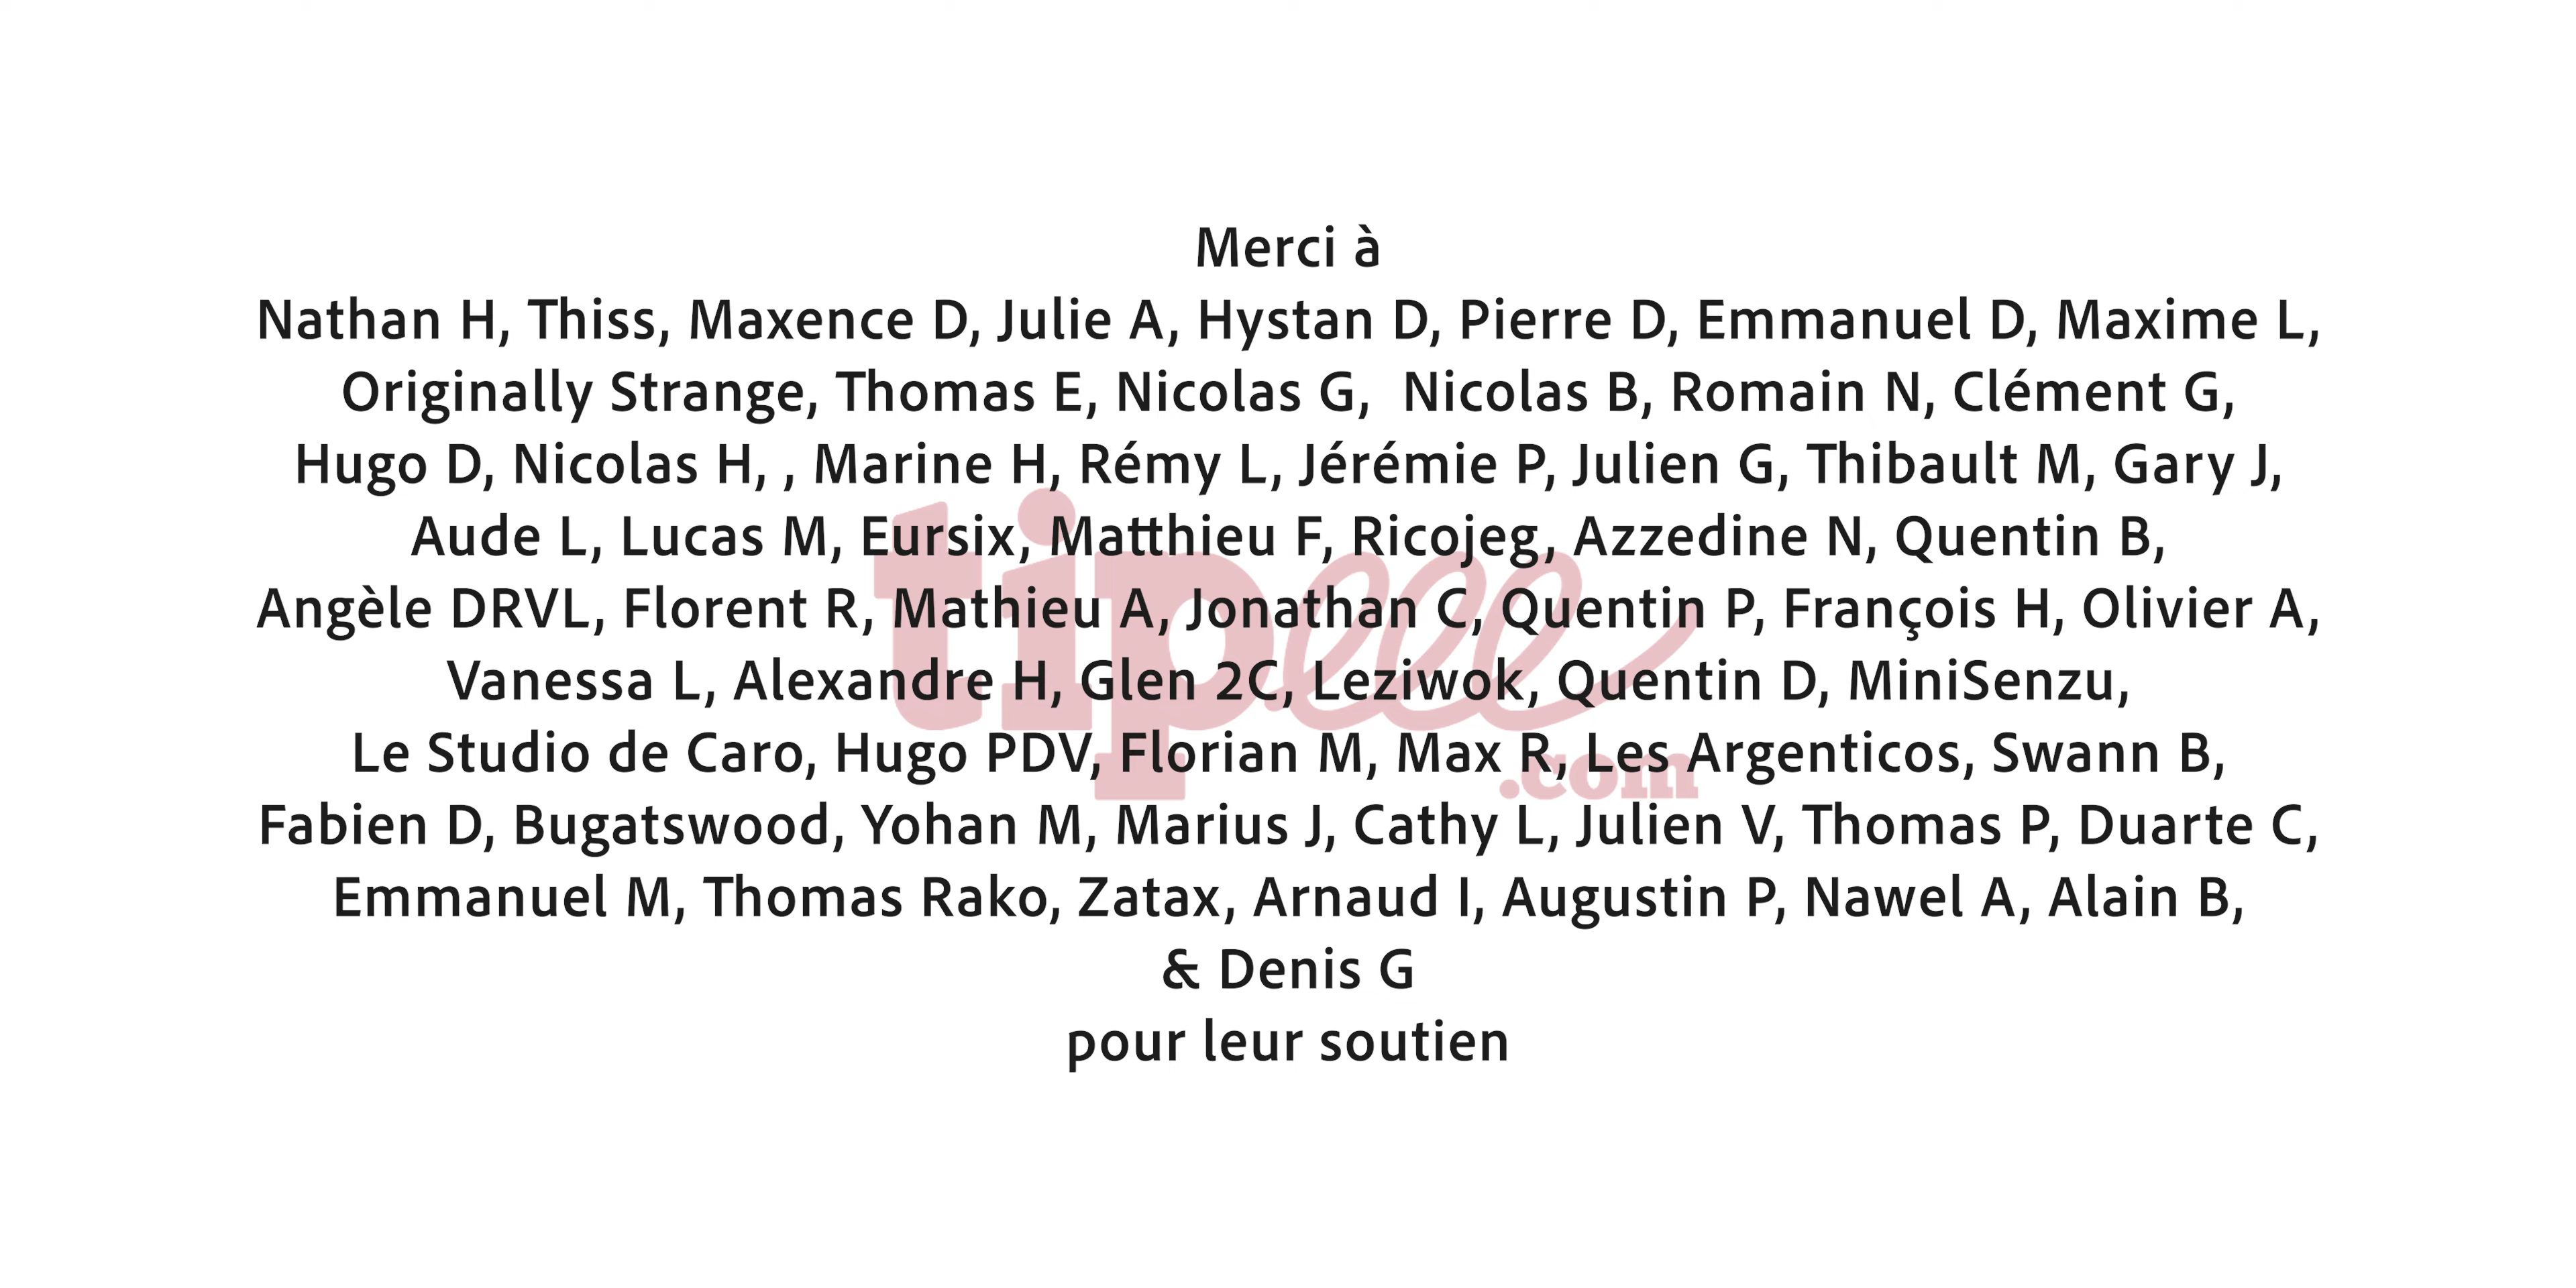 Merci à
Nathan H, Thiss, Maxence D, Julie A, Hystan D, Pierre D, Emmanuel D, Maxime L,
Originally Strange, Thomas E, Nicolas G,  Nicolas B, Romain N, Clément G,
Hugo D, Nicolas H, , Marine H, Rémy L, Jérémie P, Julien G, Thibault M, Gary J,
Aude L, Lucas M, Eursix, Matthieu F, Ricojeg, Azzedine N, Quentin B,
Angèle DRVL, Florent R, Mathieu A, Jonathan C, Quentin P, François H, Olivier A,
Vanessa L, Alexandre H, Glen 2C, Leziwok, Quentin D, MiniSenzu,
Le Studio de Caro, Hugo PDV, Florian M, Max R, Les Argenticos, Swann B,
Fabien D, Bugatswood, Yohan M, Marius J, Cathy L, Julien V, Thomas P, Duarte C,
Emmanuel M, Thomas Rako, Zatax, Arnaud I, Augustin P, Nawel A, Alain B,
& Denis G
pour leur soutien
tipeee
.com